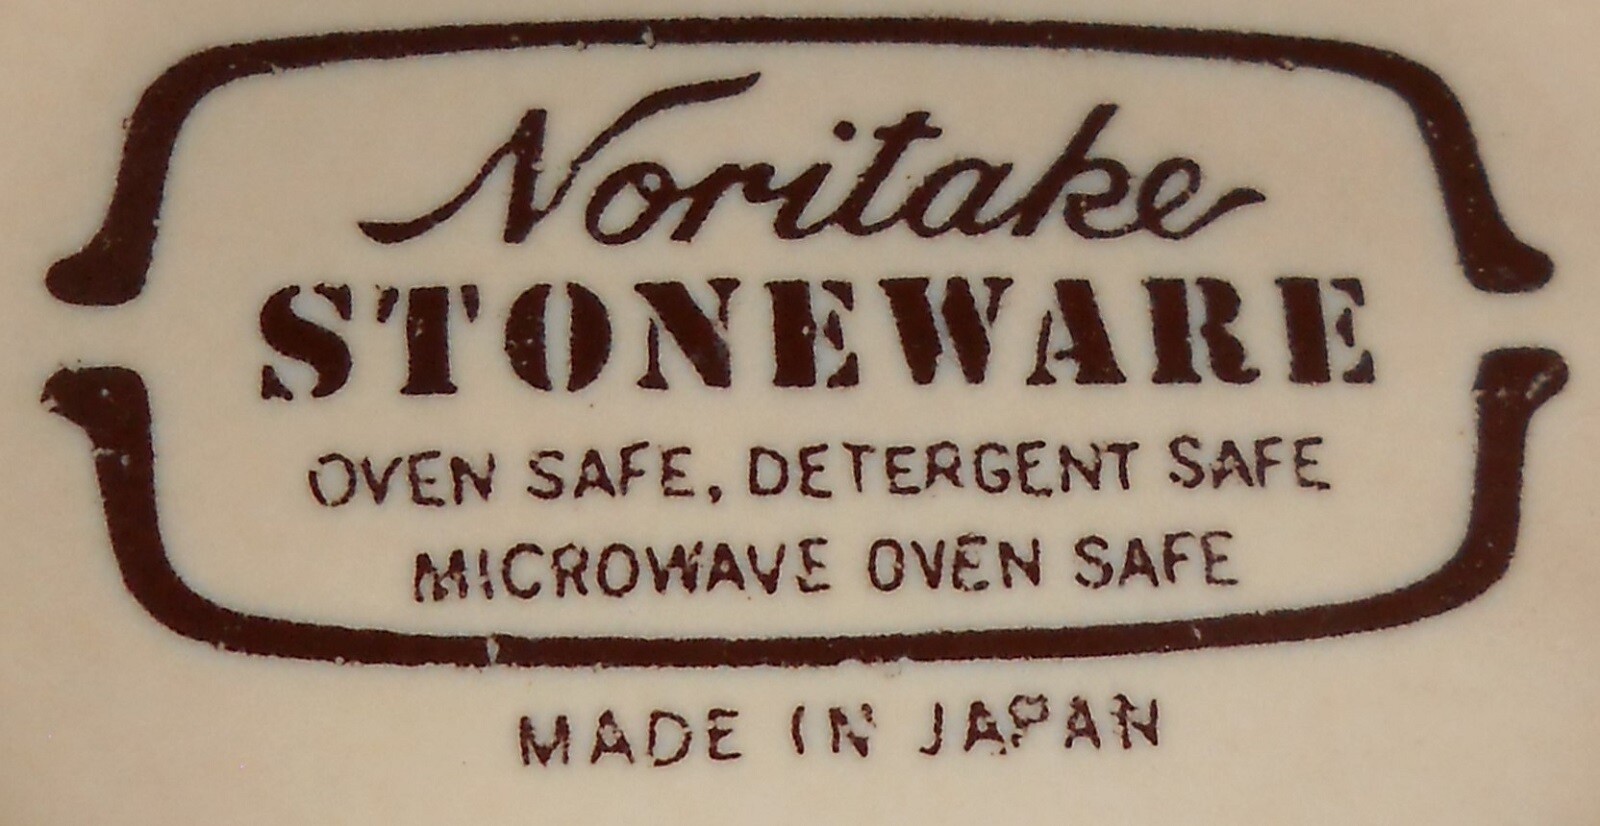 Noritake
STONEWARE
OVEN SAFE, DETERGENT SAFE
MICROWAVE OVEN SAFE
MADE IN JAPAN